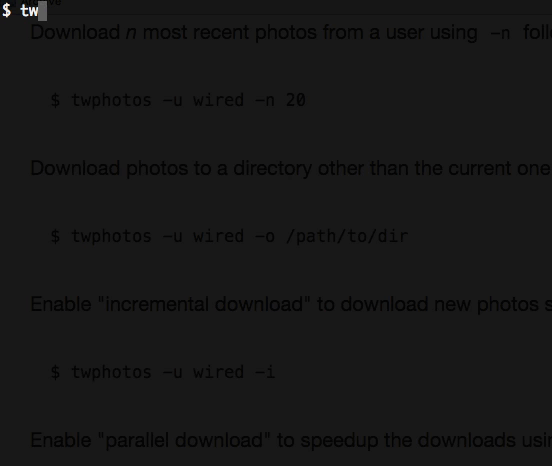 $ tw
Download n most recent photos from a user using -n foll
$ twphotos -u wired -n 20
Download photos to a directory other than the current one
$ twphotos -u wired -o /path/to/dir
Enable "incremental download" to download new photos s
$ twphotos -u wired -i
Enable "parallel download" to speedup the downloads usin